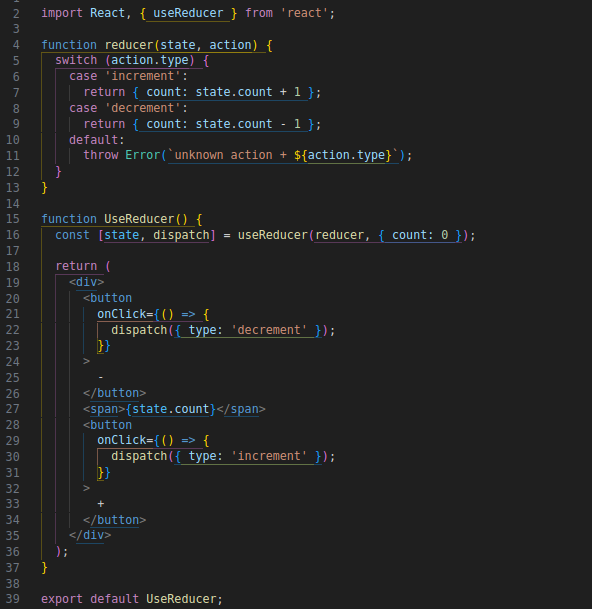 2 import React, { useReducer } from 'react';
3
4 function reducer(state, action) {
5   switch (action.type) {
6     case 'increment':
7       return { count: state.count + 1 };
8     case 'decrement':
9       return { count: state.count - 1 };
10     default:
11       throw Error(`unknown action + ${action.type}`);
12   }
13 }
14
15 function UseReducer() {
16   const [state, dispatch] = useReducer(reducer, { count: 0 });
17
18   return (
19     <div>
20       <button
21         onClick={() => {
22           dispatch({ type: 'decrement' });
23         }}
24       >
25         -
26       </button>
27       <span>{state.count}</span>
28       <button
29         onClick={() => {
30           dispatch({ type: 'increment' });
31         }}
32       >
33         +
34       </button>
35     </div>
36   );
37 }
38
39 export default UseReducer;